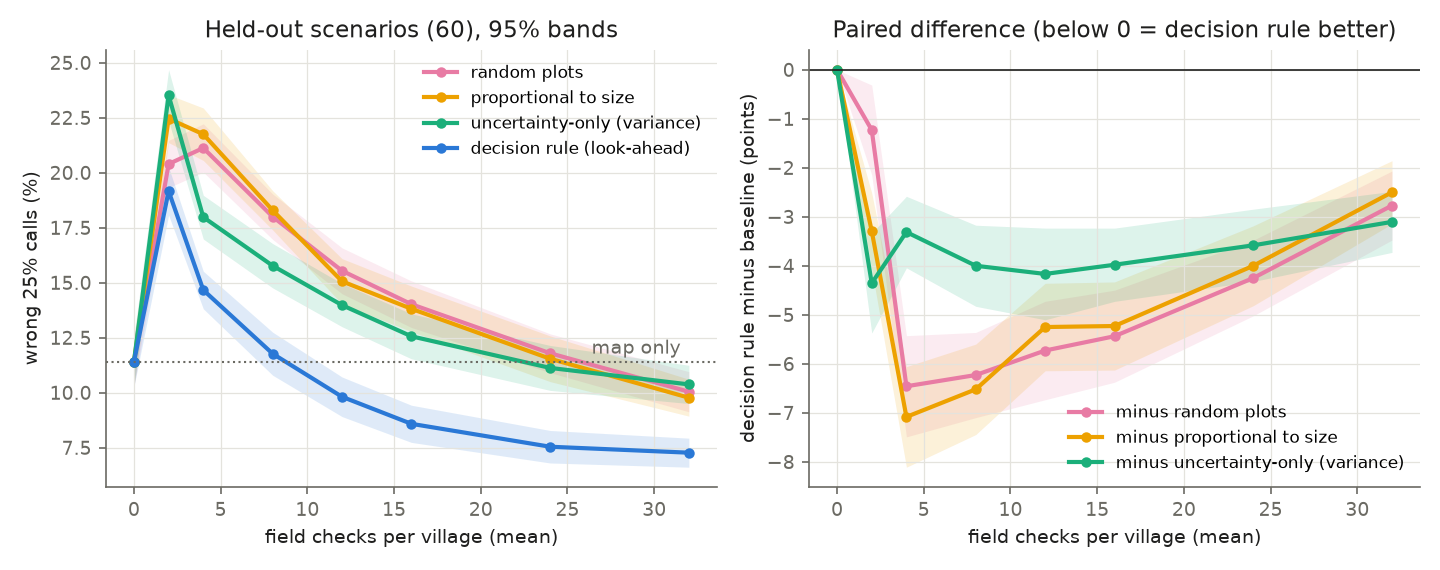 Held-out scenarios (60), 95% bands
wrong 25% calls (%)
25.0
22.5
20.0
17.5
15.0
12.5
10.0
7.5
random plots
proportional to size
uncertainty-only (variance)
decision rule (look-ahead)
map only
0
5
10
15
20
25
30
field checks per village (mean)
Paired difference (below 0 = decision rule better)
decision rule minus baseline (points)
0
−1
−2
−3
−4
−5
−6
−7
−8
minus random plots
minus proportional to size
minus uncertainty-only (variance)
0
5
10
15
20
25
30
field checks per village (mean)